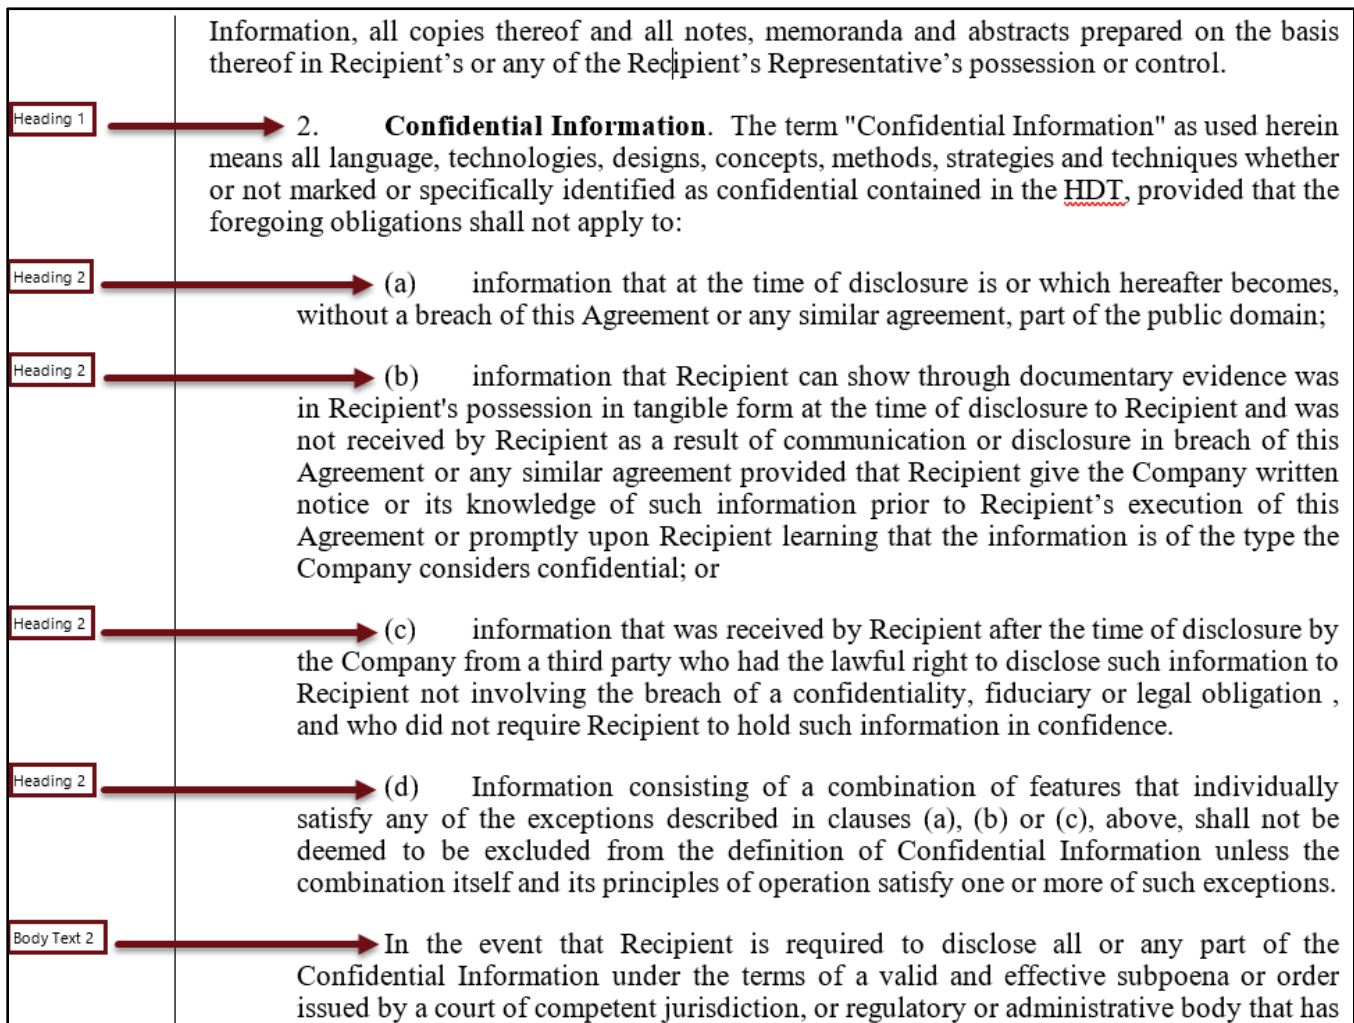 Information, all copies thereof and all notes, memoranda and abstracts prepared on the basis
thereof in Recipient’s or any of the Recipient’s Representative’s possession or control.
Heading 1
2. Confidential Information. The term "Confidential Information" as used herein
means all language, technologies, designs, concepts, methods, strategies and techniques whether
or not marked or specifically identified as confidential contained in the HDT, provided that the
foregoing obligations shall not apply to:
Heading 2
(a) information that at the time of disclosure is or which hereafter becomes,
without a breach of this Agreement or any similar agreement, part of the public domain;
Heading 2
(b) information that Recipient can show through documentary evidence was
in Recipient's possession in tangible form at the time of disclosure to Recipient and was
not received by Recipient as a result of communication or disclosure in breach of this
Agreement or any similar agreement provided that Recipient give the Company written
notice or its knowledge of such information prior to Recipient’s execution of this
Agreement or promptly upon Recipient learning that the information is of the type the
Company considers confidential; or
Heading 2
(c) information that was received by Recipient after the time of disclosure by
the Company from a third party who had the lawful right to disclose such information to
Recipient not involving the breach of a confidentiality, fiduciary or legal obligation ,
and who did not require Recipient to hold such information in confidence.
Heading 2
(d) Information consisting of a combination of features that individually
satisfy any of the exceptions described in clauses (a), (b) or (c), above, shall not be
deemed to be excluded from the definition of Confidential Information unless the
combination itself and its principles of operation satisfy one or more of such exceptions.
Body Text 2
In the event that Recipient is required to disclose all or any part of the
Confidential Information under the terms of a valid and effective subpoena or order
issued by a court of competent jurisdiction, or regulatory or administrative body that has